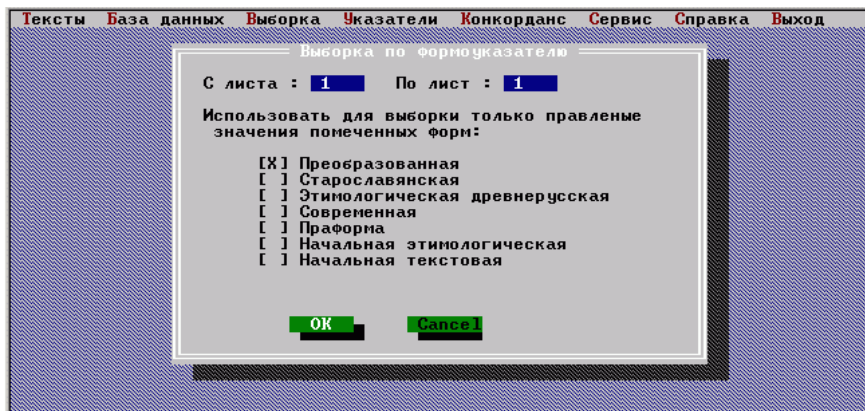 Тексты База данных Выборка Указатели Конкорданс Сервис Справка Выход
Выборка по формоуказателю
С листа : 1 По лист : 1
Использовать для выборки только правленые
значения помеченных форм:
[X] Преобразованная
[ ] Старославянская
[ ] Этимологическая древнерусская
[ ] Современная
[ ] Праформа
[ ] Начальная этимологическая
[ ] Начальная текстовая
OK Cancel